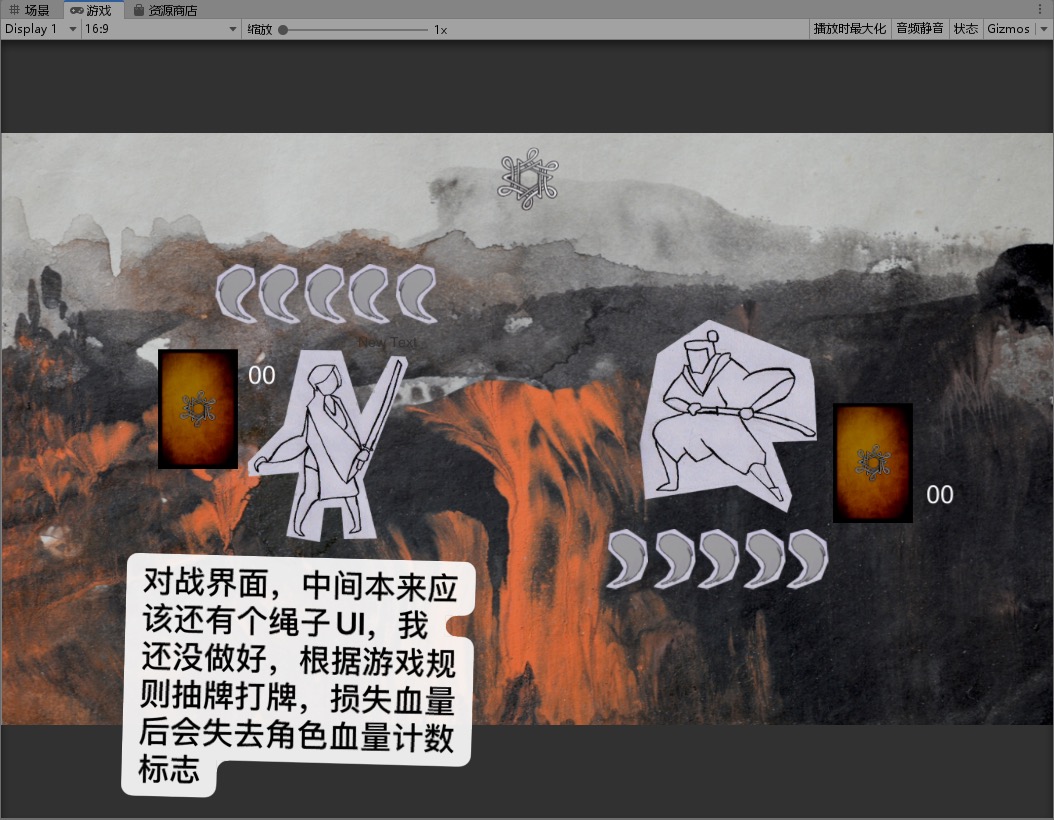 场景 游戏 资源商店
Display 1 16:9 缩放 1x 播放时最大化 音频静音 状态 Gizmos
New Text
00
00
对战界面，中间本来应
该还有个绳子UI，我
还没做好，根据游戏规
则抽牌打牌，损失血量
后会失去角色血量计数
标志